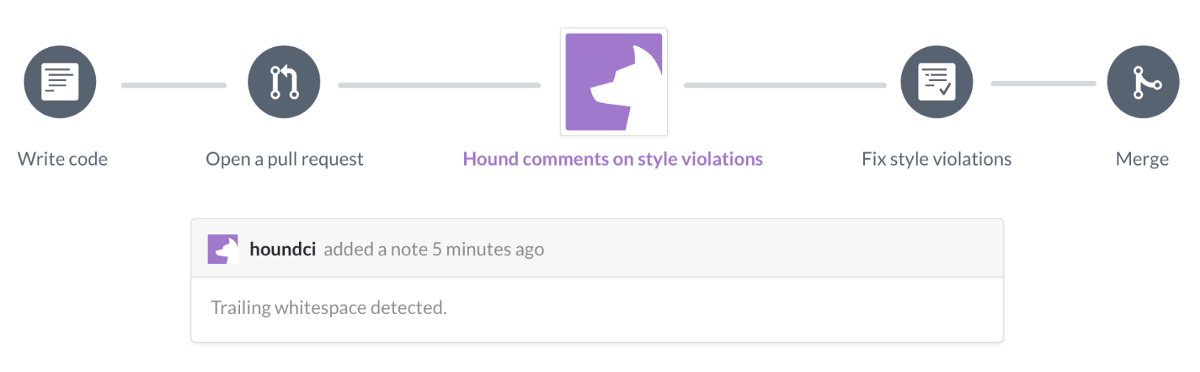 Write code
Open a pull request
Hound comments on style violations
Fix style violations
Merge
houndci added a note 5 minutes ago
Trailing whitespace detected.